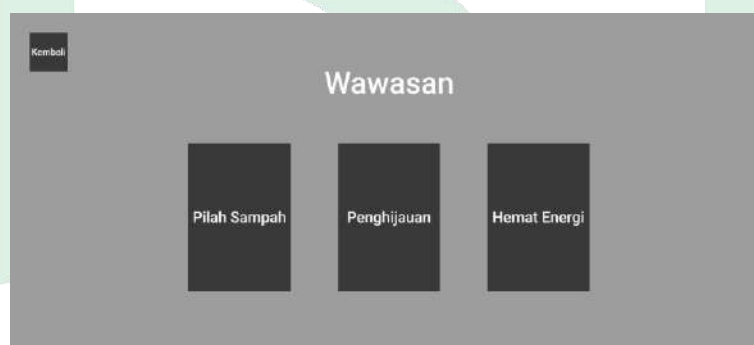 Kembali
Wawasan
Pilah Sampah
Penghijauan
Hemat Energi